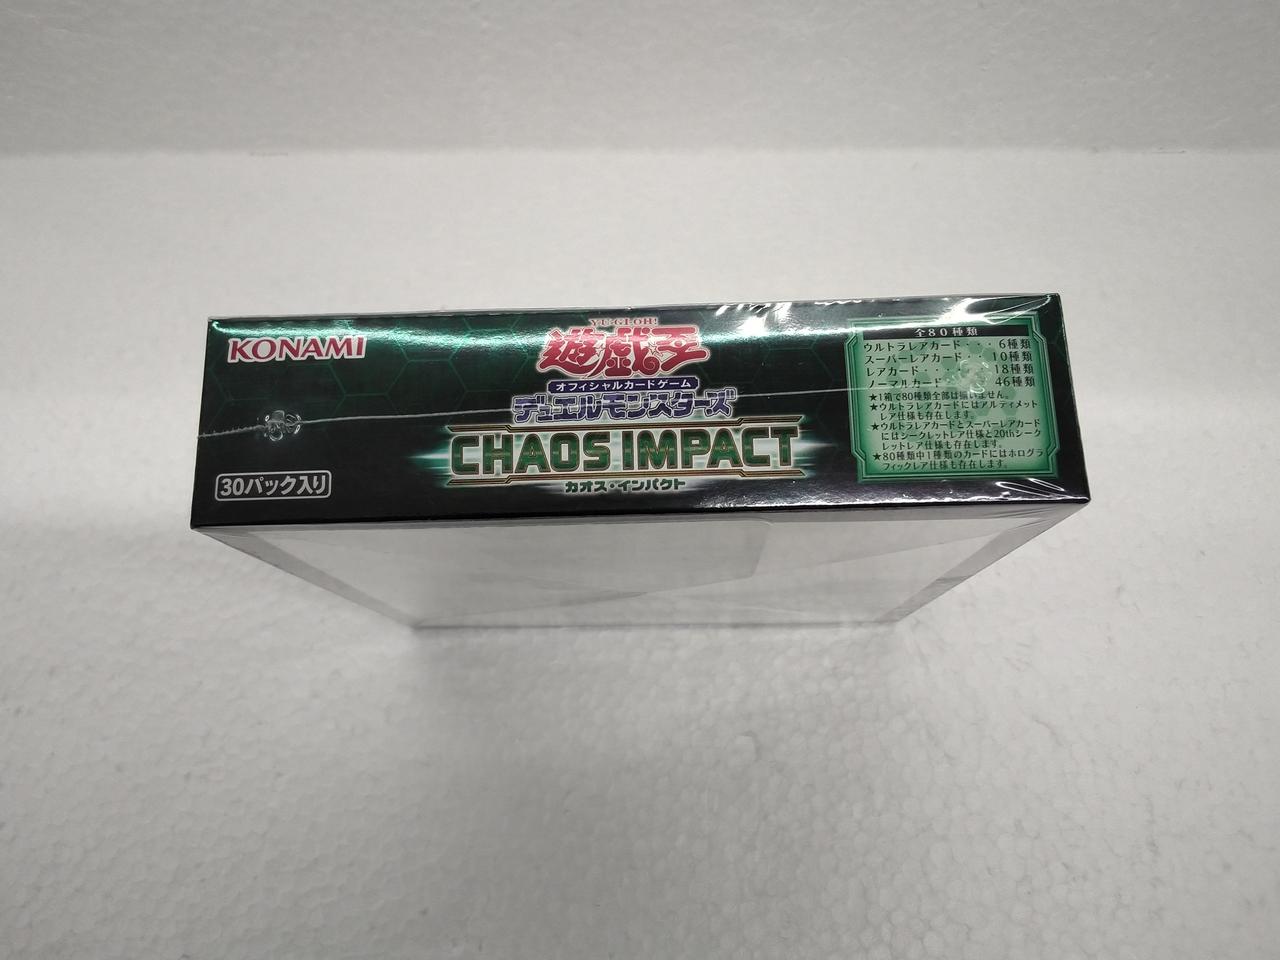 KONAMI
YU-GI-OH!
遊戯王
オフィシャルカードゲーム
デュエルモンスターズ
CHAOS IMPACT
カオス・インパクト
30パック入り
全80種類
ウルトラレアカード・・・6種類
スーパーレアカード・・10種類
レアカード・・・・・・18種類
ノーマルカード・・・・46種類
★1箱で80種類全部は揃いません。
★ウルトラレアカードにはアルティメット
レア仕様も存在します。
★ウルトラレアカードとスーパーレアカード
にはシークレットレア仕様と20thシーク
レットレア仕様も存在します。
★80種類中1種類のカードにはホログラ
フィックレア仕様も存在します。